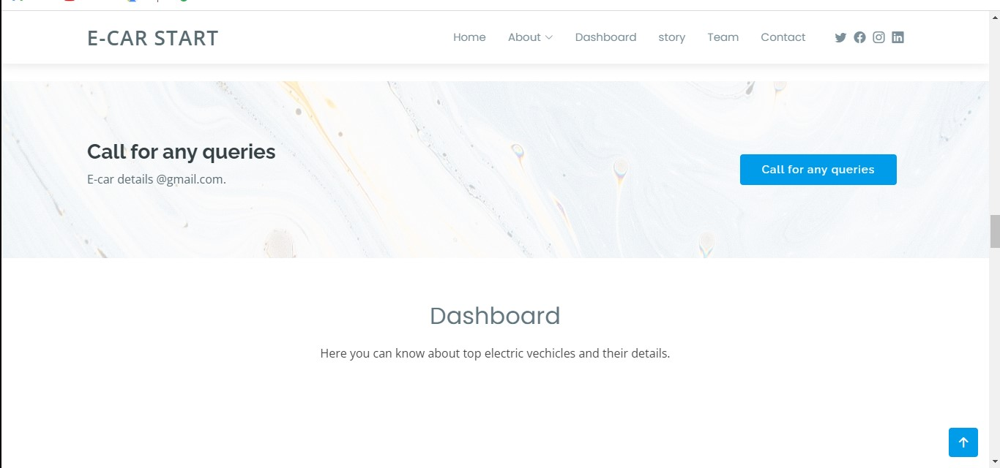 E-CAR START
Home About Dashboard story Team Contact
Call for any queries
E-car details @gmail.com.
Call for any queries
Dashboard
Here you can know about top electric vechicles and their details.